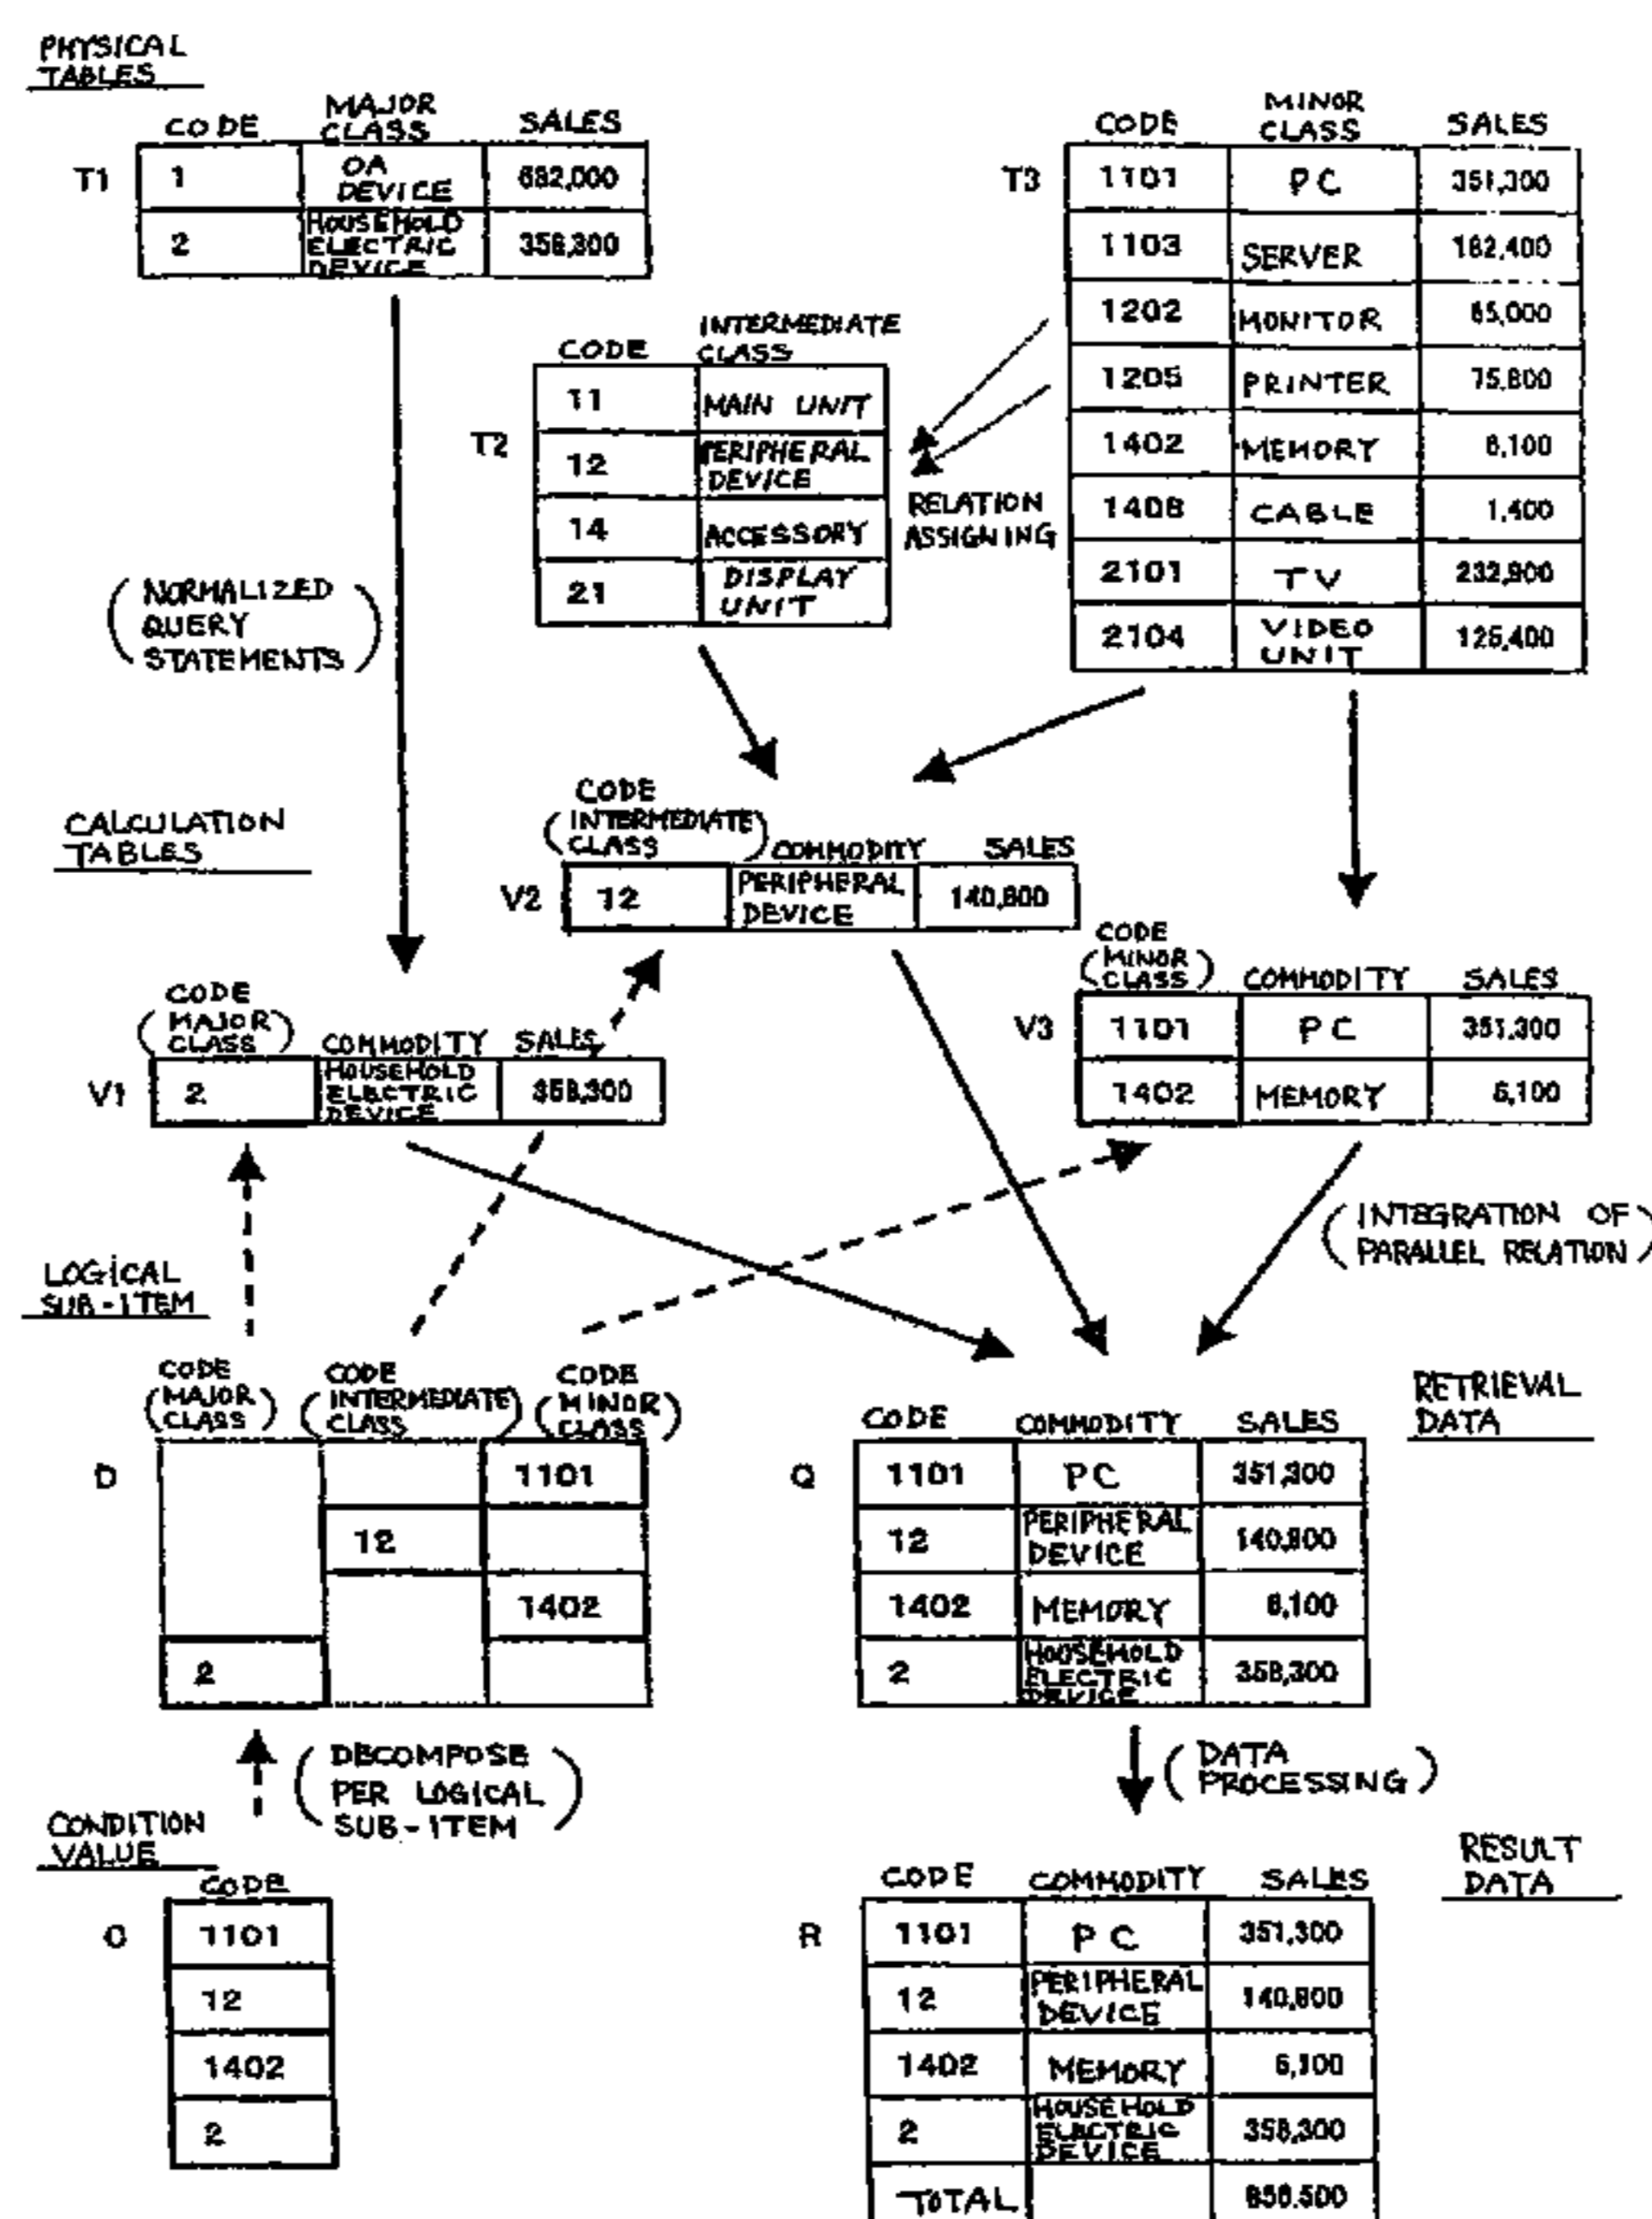 PHYSICAL
TABLES
CODE MAJOR CLASS SALES
T1
1 OA DEVICE 682,000
2 HOUSEHOLD ELECTRIC DEVICE 358,300
CODE MINOR CLASS SALES
T3
1101 PC 351,300
1103 SERVER 182,400
1202 MONITOR 65,000
1205 PRINTER 75,800
1402 MEMORY 6,100
1408 CABLE 1,400
2101 TV 232,900
2104 VIDEO UNIT 125,400
CODE INTERMEDIATE CLASS
T2
11 MAIN UNIT
12 PERIPHERAL DEVICE
14 ACCESSORY
21 DISPLAY UNIT
RELATION
ASSIGNING
(NORMALIZED
QUERY
STATEMENTS)
CALCULATION
TABLES
CODE (INTERMEDIATE CLASS) COMMODITY SALES
V2 12 PERIPHERAL DEVICE 140,800
CODE (MAJOR CLASS) COMMODITY SALES
V1 2 HOUSEHOLD ELECTRIC DEVICE 358,300
CODE (MINOR CLASS) COMMODITY SALES
V3 1101 PC 351,300
1402 MEMORY 6,100
(INTEGRATION OF
PARALLEL RELATION)
LOGICAL
SUB-ITEM
CODE (MAJOR CLASS) CODE (INTERMEDIATE CLASS) CODE (MINOR CLASS)
D 1101
12
1402
2
RETRIEVAL
DATA
CODE COMMODITY SALES
Q 1101 PC 351,300
12 PERIPHERAL DEVICE 140,800
1402 MEMORY 6,100
2 HOUSEHOLD ELECTRIC DEVICE 358,300
(DECOMPOSE
PER LOGICAL
SUB-ITEM)
(DATA
PROCESSING)
CONDITION
VALUE
CODE
C 1101
12
1402
2
RESULT
DATA
CODE COMMODITY SALES
R 1101 PC 351,300
12 PERIPHERAL DEVICE 140,800
1402 MEMORY 6,100
2 HOUSEHOLD ELECTRIC DEVICE 358,300
TOTAL 856.500